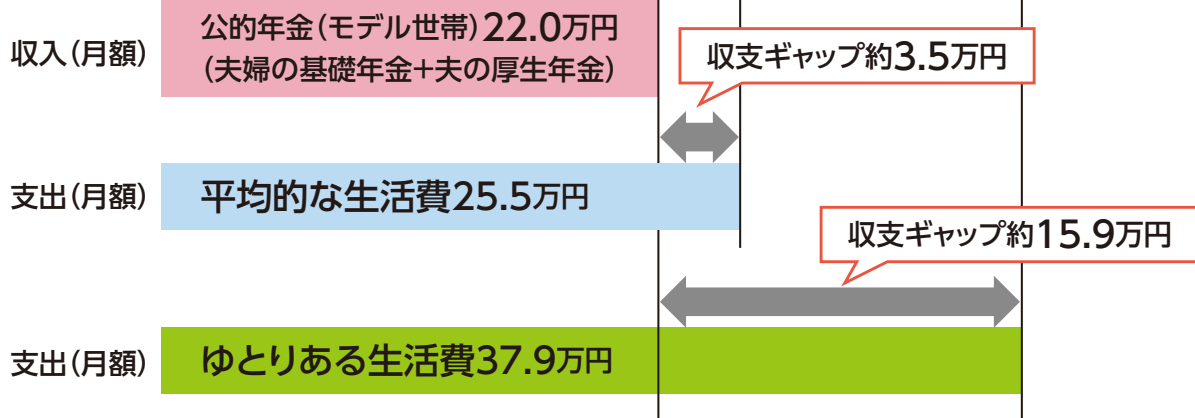 収入(月額)
公的年金(モデル世帯)22.0万円
(夫婦の基礎年金+夫の厚生年金)
収支ギャップ約3.5万円
支出(月額)
平均的な生活費25.5万円
収支ギャップ約15.9万円
支出(月額)
ゆとりある生活費37.9万円